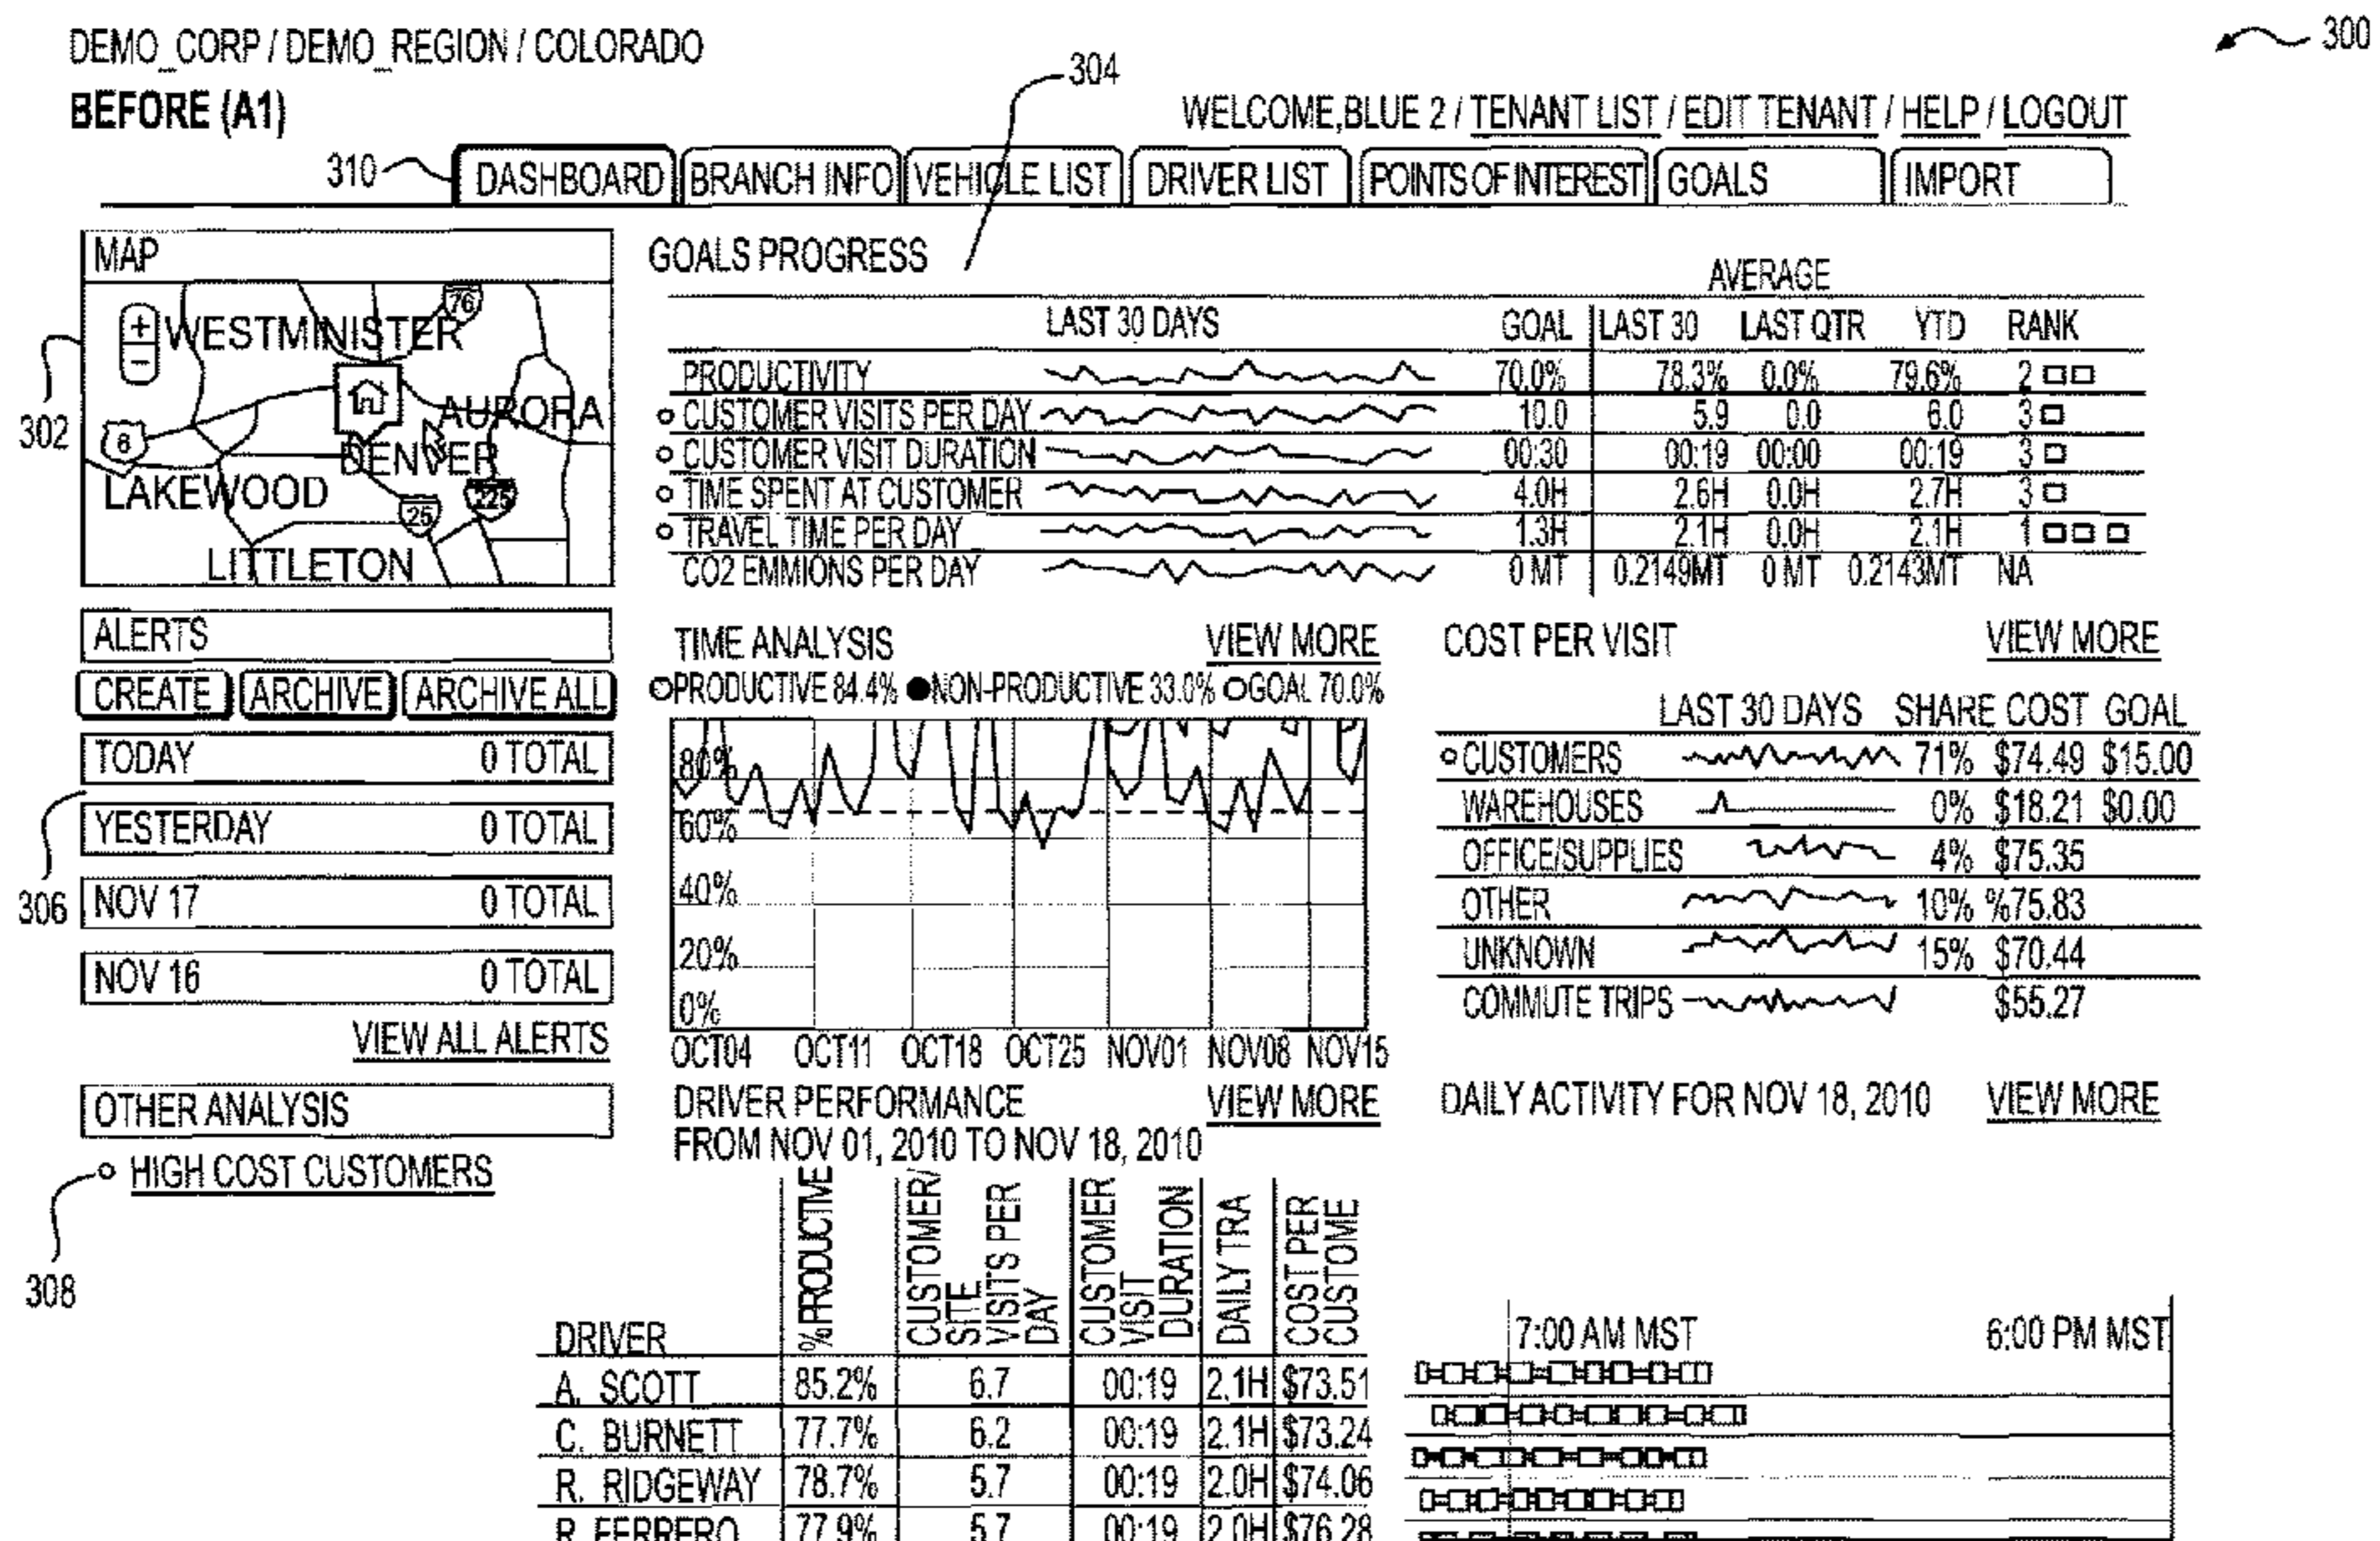 DEMO_CORP / DEMO_REGION / COLORADO
300
304
BEFORE (A1)
WELCOME,BLUE 2 / TENANT LIST / EDIT TENANT / HELP / LOGOUT
310
DASHBOARD BRANCH INFO VEHICLE LIST DRIVER LIST POINTS OF INTEREST GOALS IMPORT
MAP
+
-
WESTMINISTER
76
AURORA
6
DENVER
LAKEWOOD
25
225
LITTLETON
302
GOALS PROGRESS
AVERAGE
LAST 30 DAYS GOAL LAST 30 LAST QTR YTD RANK
PRODUCTIVITY 70.0% 78.3% 0.0% 79.6% 2
CUSTOMER VISITS PER DAY 10.0 5.9 0.0 6.0 3
CUSTOMER VISIT DURATION 00:30 00:19 00:00 00:19 3
TIME SPENT AT CUSTOMER 4.0H 2.6H 0.0H 2.7H 3
TRAVEL TIME PER DAY 1.3H 2.1H 0.0H 2.1H 1
CO2 EMMIONS PER DAY 0 MT 0.2149MT 0 MT 0.2143MT NA
ALERTS
CREATE ARCHIVE ARCHIVE ALL
TODAY 0 TOTAL
YESTERDAY 0 TOTAL
306
NOV 17 0 TOTAL
NOV 16 0 TOTAL
VIEW ALL ALERTS
OTHER ANALYSIS
HIGH COST CUSTOMERS
308
TIME ANALYSIS VIEW MORE
PRODUCTIVE 84.4% NON-PRODUCTIVE 33.0% GOAL 70.0%
80%
60%
40%
20%
0%
OCT04 OCT11 OCT18 OCT25 NOV01 NOV08 NOV15
COST PER VISIT VIEW MORE
LAST 30 DAYS SHARE COST GOAL
CUSTOMERS 71% $74.49 $15.00
WAREHOUSES 0% $18.21 $0.00
OFFICE/SUPPLIES 4% $75.35
OTHER 10% %75.83
UNKNOWN 15% $70.44
COMMUTE TRIPS $55.27
DRIVER PERFORMANCE VIEW MORE
FROM NOV 01, 2010 TO NOV 18, 2010
DRIVER %PRODUCTIVE CUSTOMER/ SITE VISITS PER DAY CUSTOMER VISIT DURATION DAILY TRA COST PER CUSTOME
A. SCOTT 85.2% 6.7 00:19 2.1H $73.51
C. BURNETT 77.7% 6.2 00:19 2.1H $73.24
R. RIDGEWAY 78.7% 5.7 00:19 2.0H $74.06
R. FERRERO 77.9% 5.7 00:19 2.0H $76.28
DAILY ACTIVITY FOR NOV 18, 2010 VIEW MORE
7:00 AM MST 6:00 PM MST